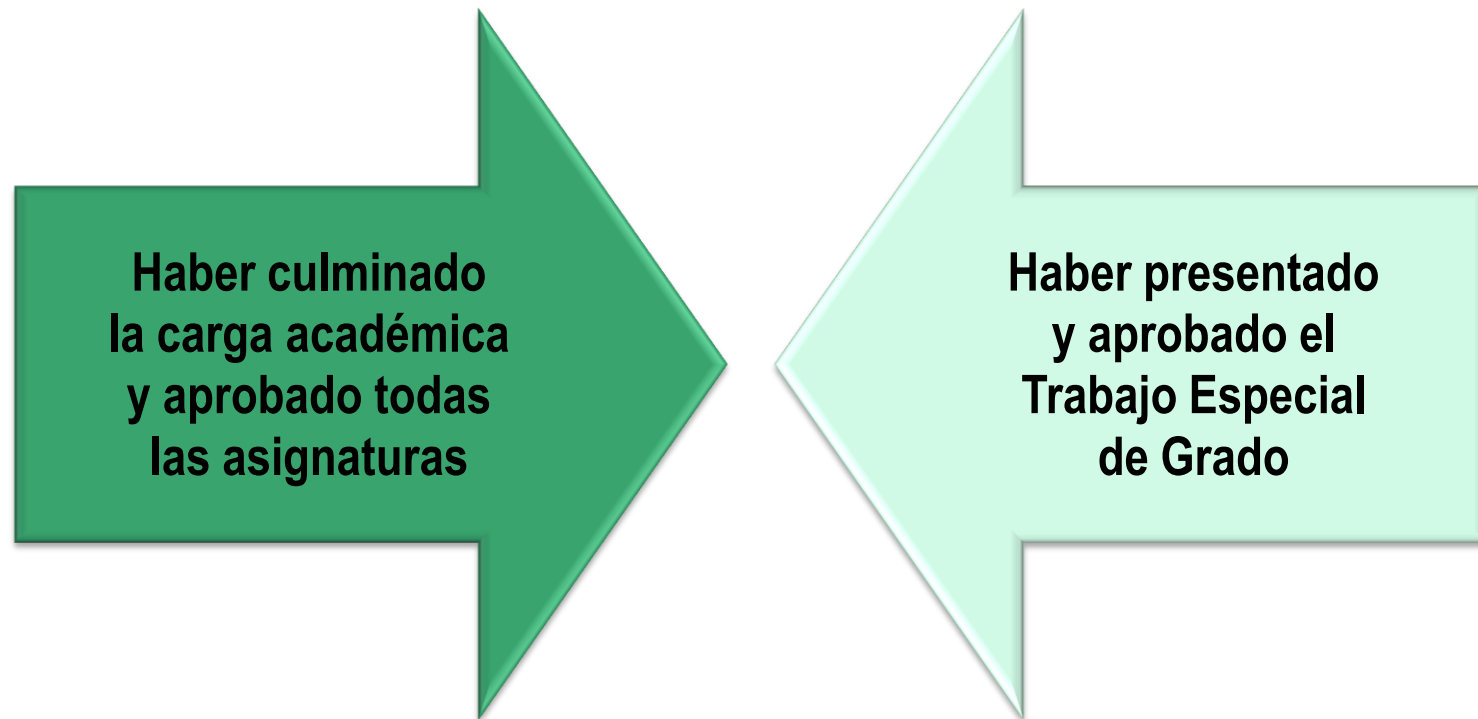 Haber culminado
la carga académica
y aprobado todas
las asignaturas
Haber presentado
y aprobado el
Trabajo Especial
de Grado